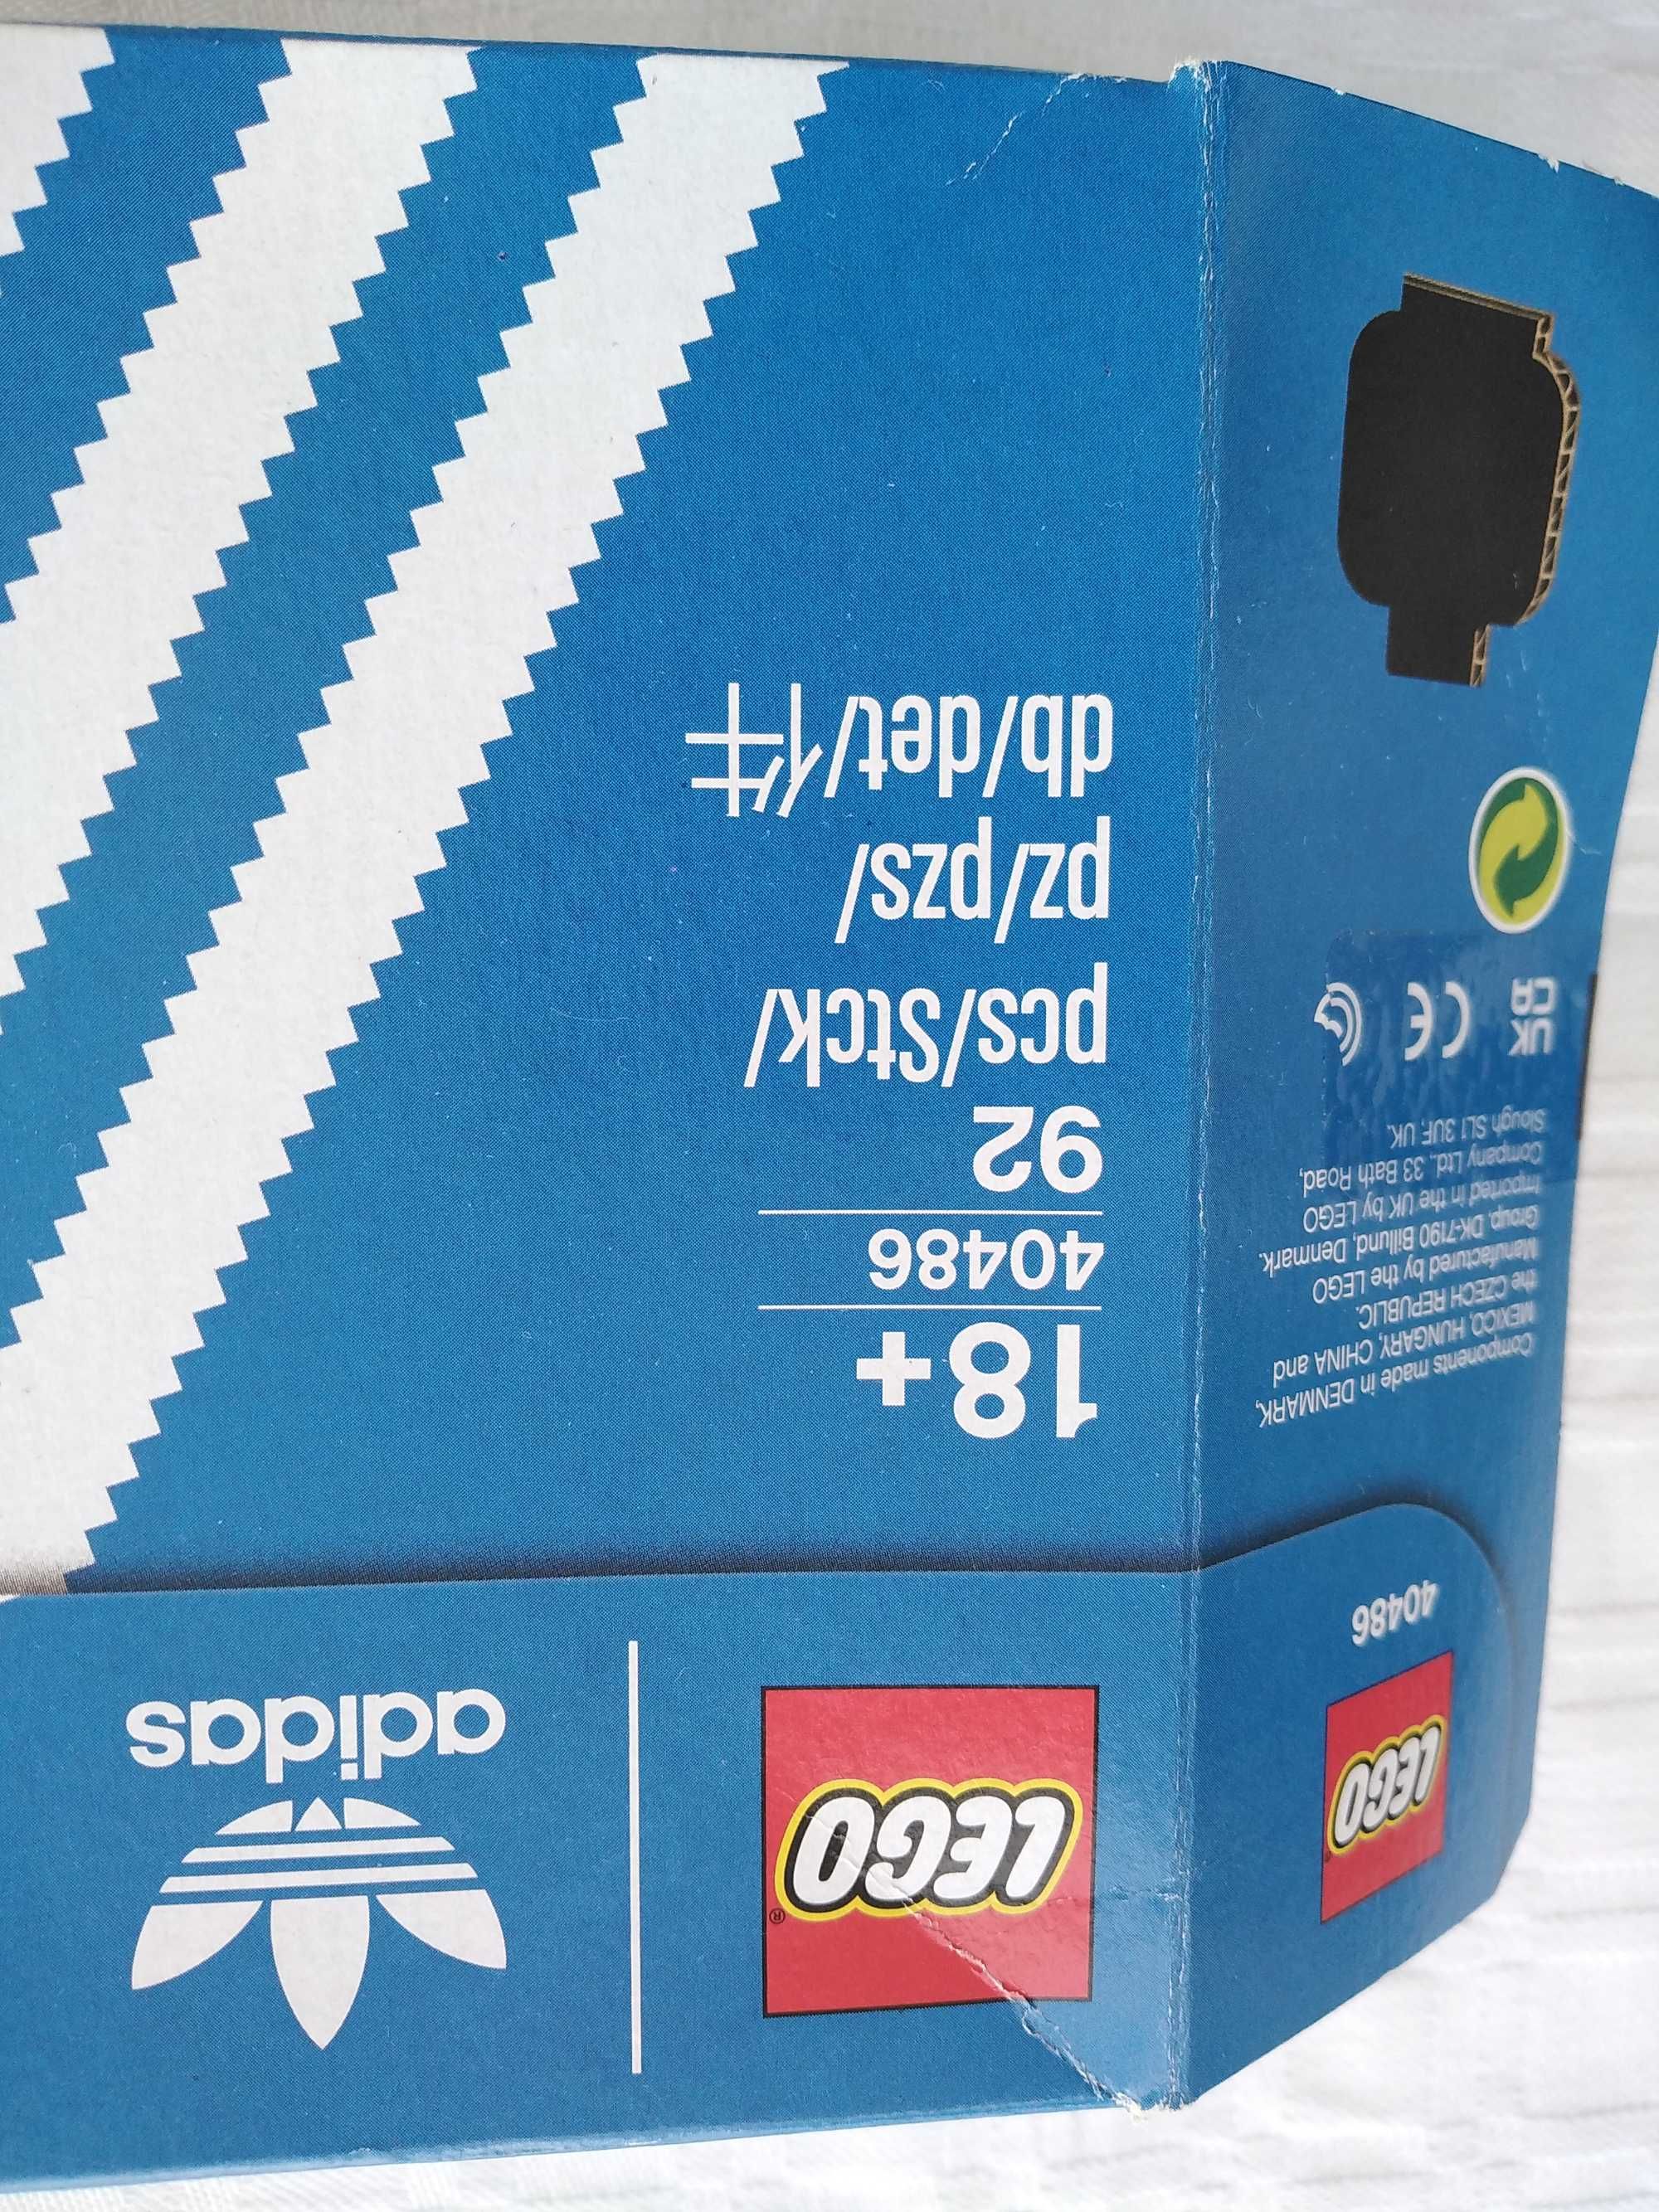 LEGO®
adidas
18+
40486
92
pcs/Stck/
pz/pzs/
db/det/件
LEGO
40486
Components made in DENMARK,
MEXICO, HUNGARY, CHINA and
the CZECH REPUBLIC.
Manufactured by the LEGO
Group, DK-7190 Billund, Denmark.
Imported in the UK by LEGO
Company Ltd., 33 Bath Road,
Slough SL1 3UF, UK.
UK
CA
CE